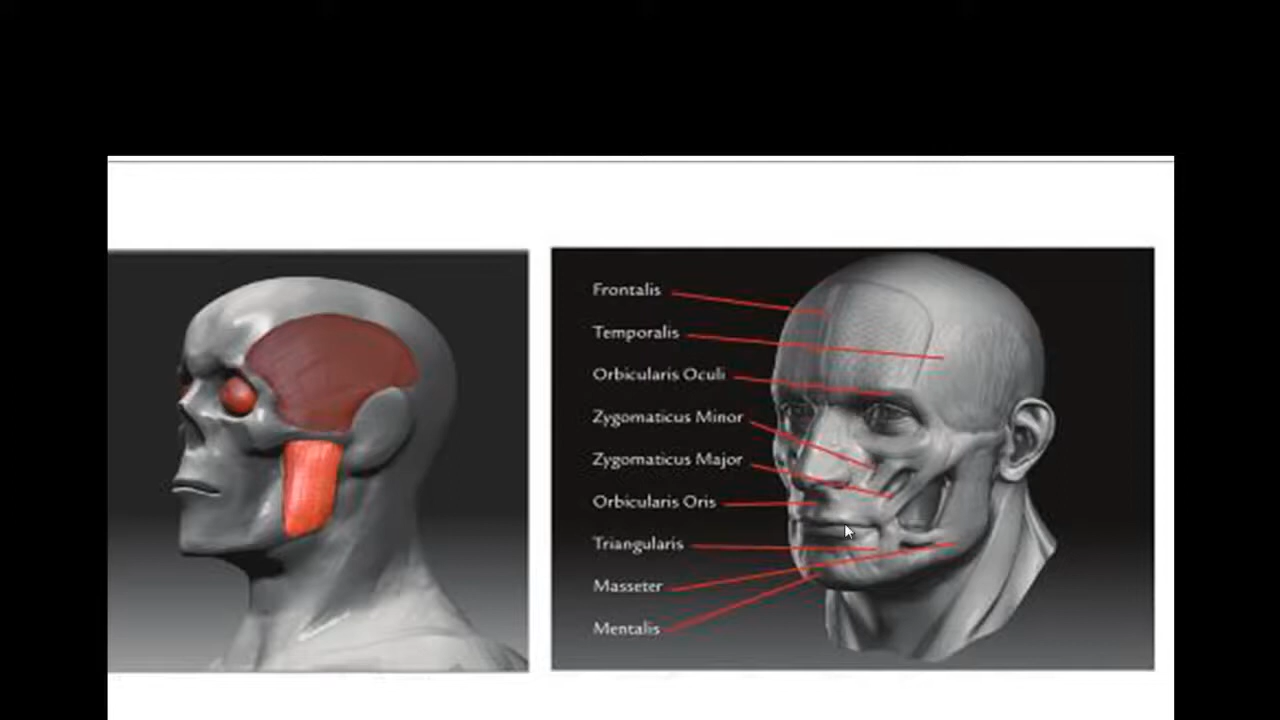 Frontalis
Temporalis
Orbicularis Oculi
Zygomaticus Minor
Zygomaticus Major
Orbicularis Oris
Triangularis
Masseter
Mentalis